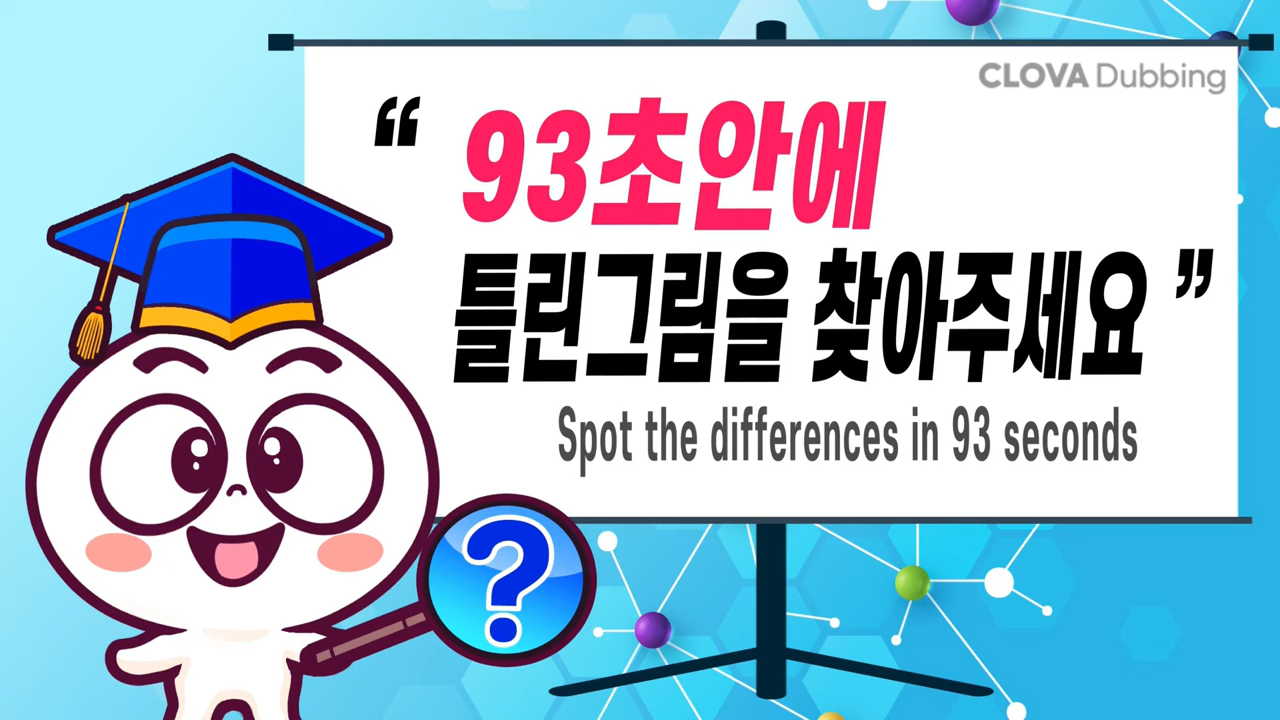 CLOVA Dubbing
“ 93초안에
틀린그림을 찾아주세요 ”
Spot the differences in 93 seconds
?